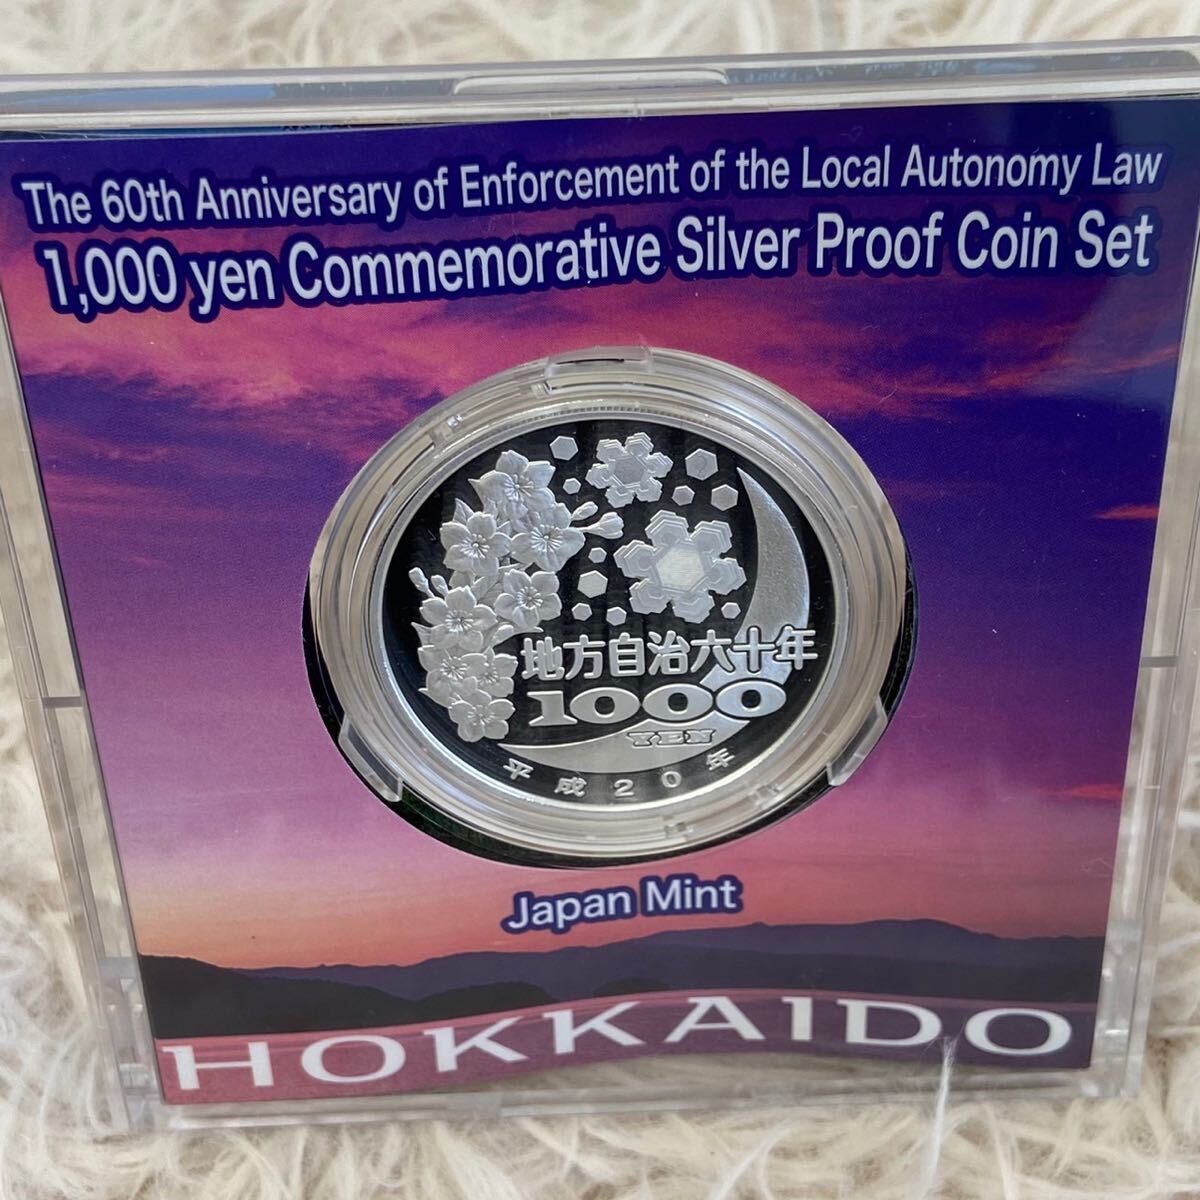 The 60th Anniversary of Enforcement of the Local Autonomy Law
1,000 yen Commemorative Silver Proof Coin Set
地方自治六十年
1000
YEN
平成20年
Japan Mint
HOKKAIDO